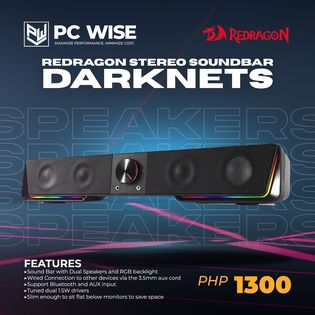 PC WISE
MAXIMIZE PERFORMANCE, MINIMIZE COST.
REDRAGON
REDRAGON STEREO SOUNDBAR
DARKNETS
SPEAKERS
SPEAKERS
SPEAKERS
FEATURES
•Sound Bar with Dual Speakers and RGB backlight
•Wired Connection to other devices via the 3.5mm aux cord
•Support Bluetooth and AUX input
•Tuned dual 1.5W drivers
•Slim enough to sit flat below monitors to save space
PHP 1300